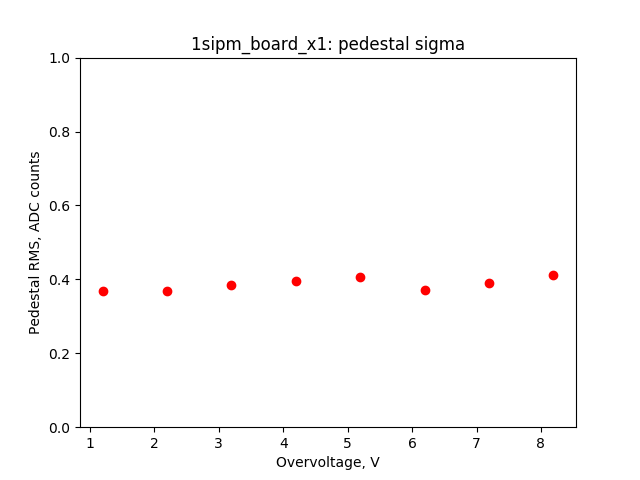 1sipm_board_x1: pedestal sigma
1.0
0.8
0.6
0.4
0.2
0.0
Pedestal RMS, ADC counts
1 2 3 4 5 6 7 8
Overvoltage, V